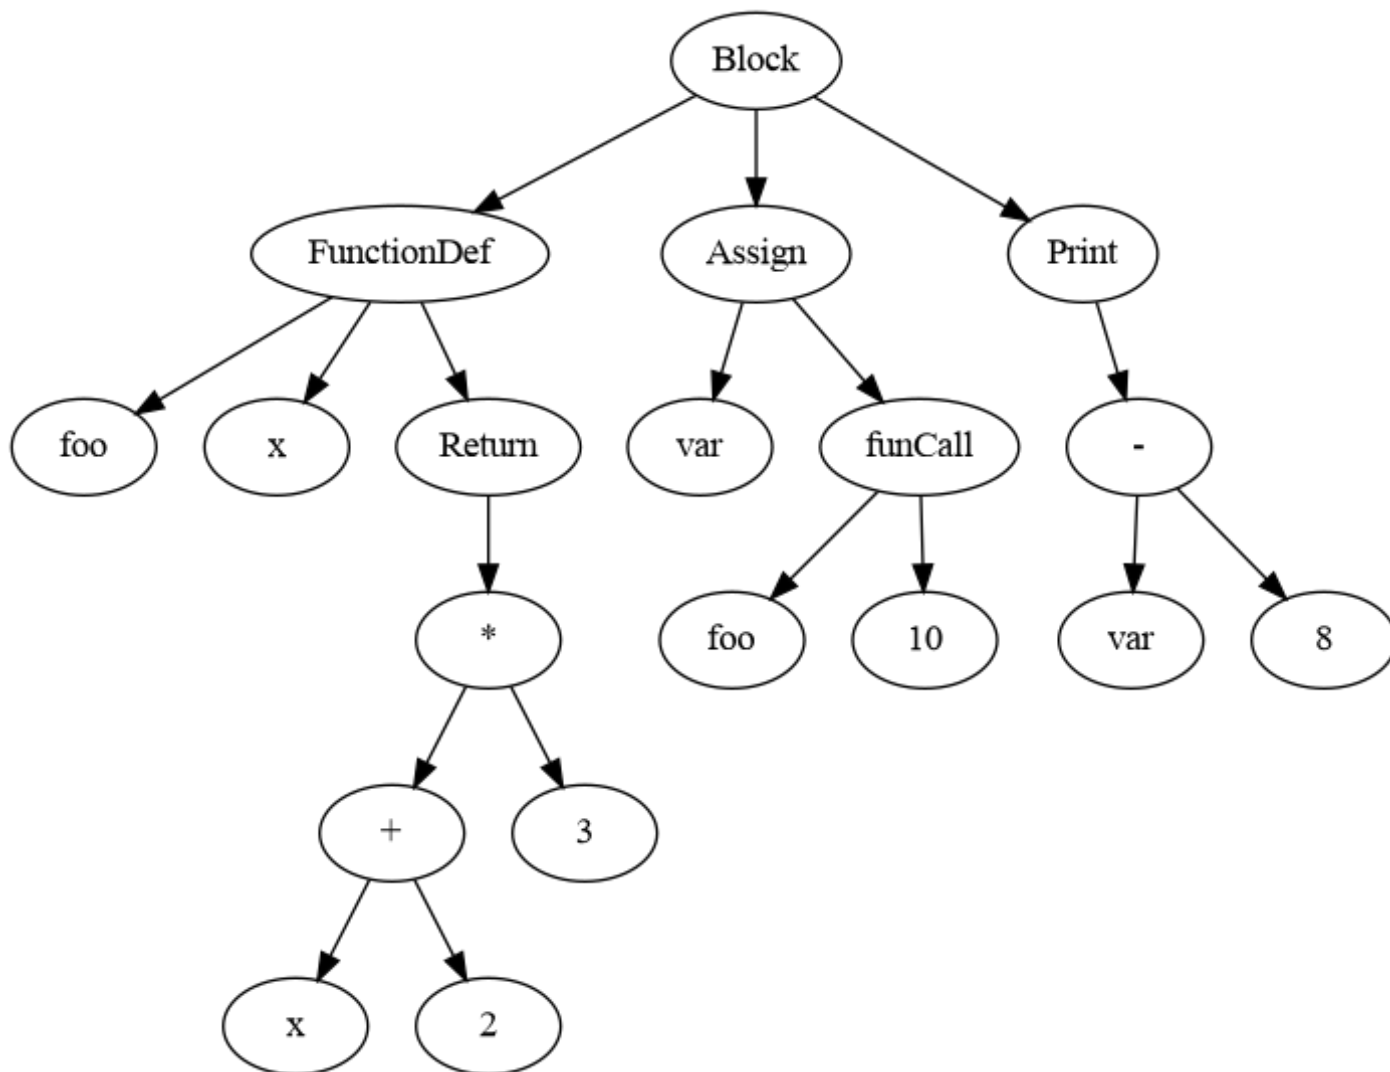 Block
FunctionDef
Assign
Print
foo
x
Return
var
funCall
-
*
foo
10
var
8
+
3
x
2